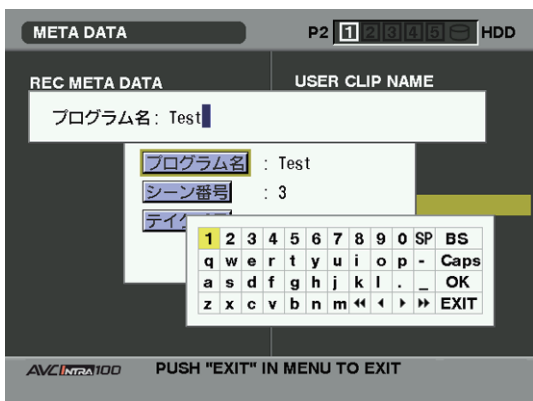 META DATA
P2 1 2 3 4 5 HDD
REC META DATA
USER CLIP NAME
プログラム名: Test
プログラム名 : Test
シーン番号 : 3
テイク
1 2 3 4 5 6 7 8 9 0 SP BS
q w e r t y u i o p - Caps
a s d f g h j k l . _ OK
z x c v b n m EXIT
AVC INTRA 100
PUSH "EXIT" IN MENU TO EXIT